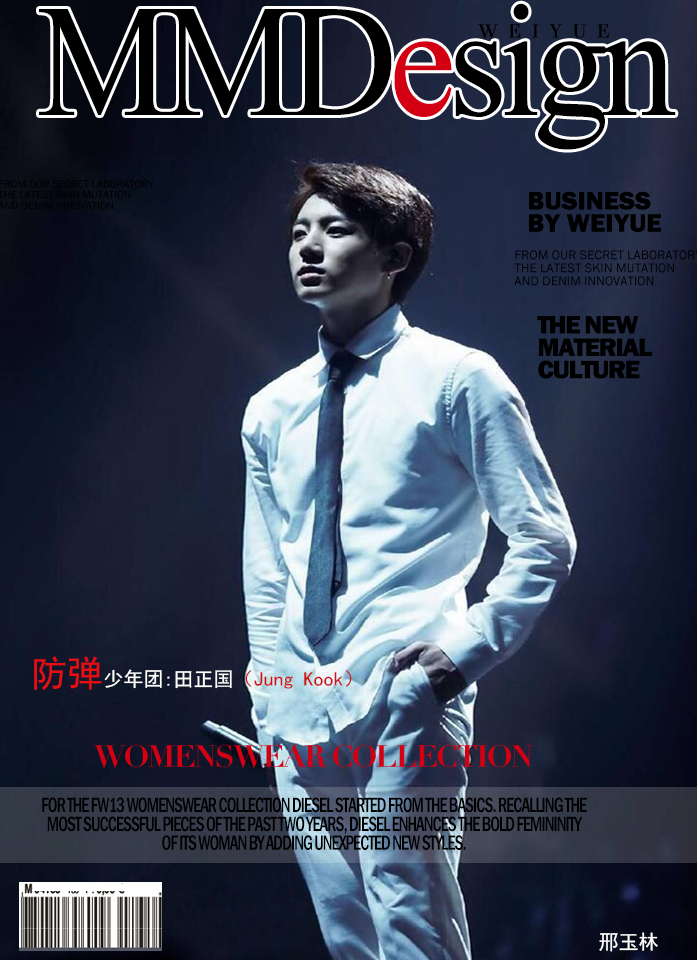 WEIYUE
MMDesign
FROM OUR SECRET LABORATORY
THE LATEST SKIN MUTATION
AND DENIM INNOVATION
BUSINESS
BY WEIYUE
FROM OUR SECRET LABORATOR
THE LATEST SKIN MUTATION
AND DENIM INNOVATION
THE NEW
MATERIAL
CULTURE
防弹少年团:田正国（Jung Kook）
WOMENSWEAR COLLECTION
FOR THE FW13 WOMENSWEAR COLLECTION DIESEL STARTED FROM THE BASICS. RECALLING THE
MOST SUCCESSFUL PIECES OF THE PAST TWO YEARS, DIESEL ENHANCES THE BOLD FEMININITY
OF ITS WOMAN BY ADDING UNEXPECTED NEW STYLES.
邢玉林